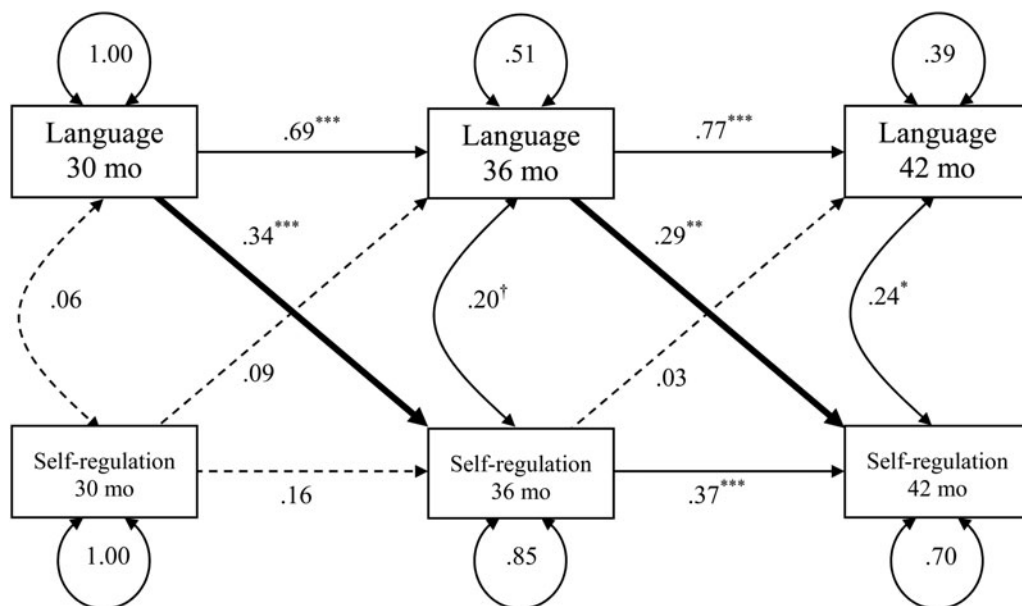 1.00
.51
.39
Language
30 mo
.69***
Language
36 mo
.77***
Language
42 mo
.34***
.29**
.06
.20†
.24*
.09
.03
Self-regulation
30 mo
.16
Self-regulation
36 mo
.37***
Self-regulation
42 mo
1.00
.85
.70